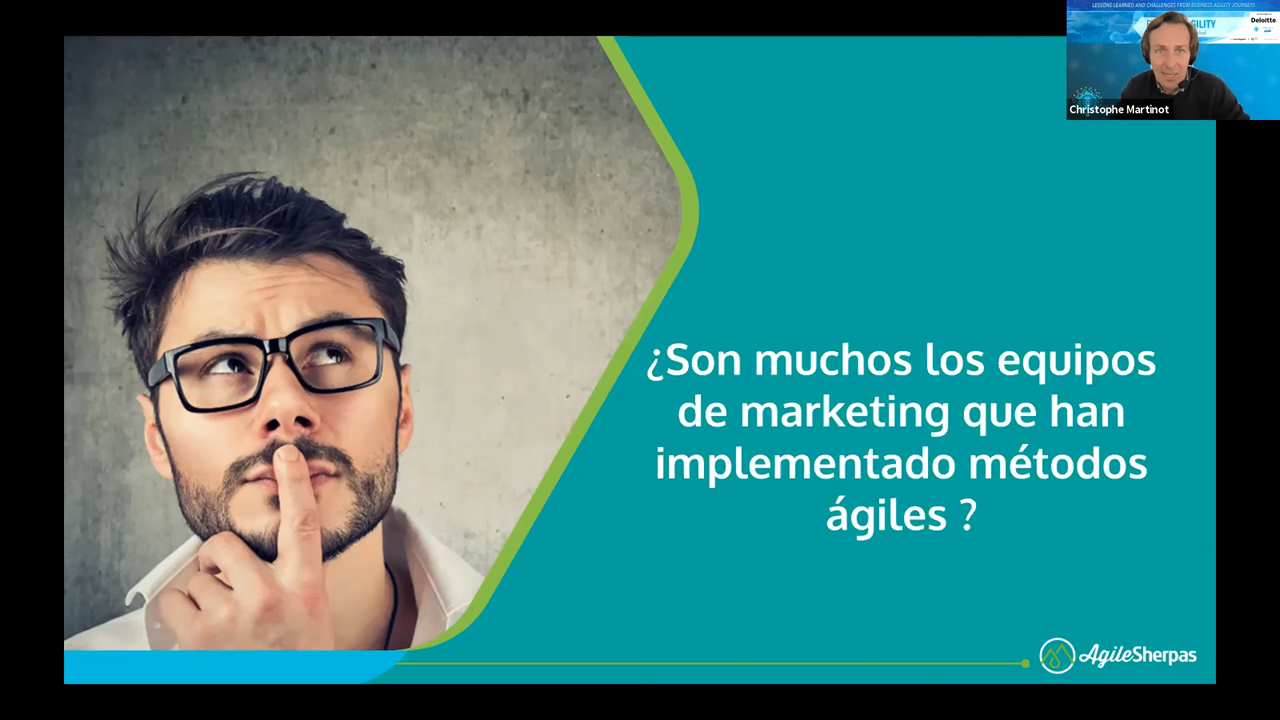 LESSONS LEARNED AND CHALLENGES FROM BUSINESS AGILITY JOURNEYS
Deloitte
Christophe Martinot
¿Son muchos los equipos
de marketing que han
implementado métodos
ágiles ?
AgileSherpas